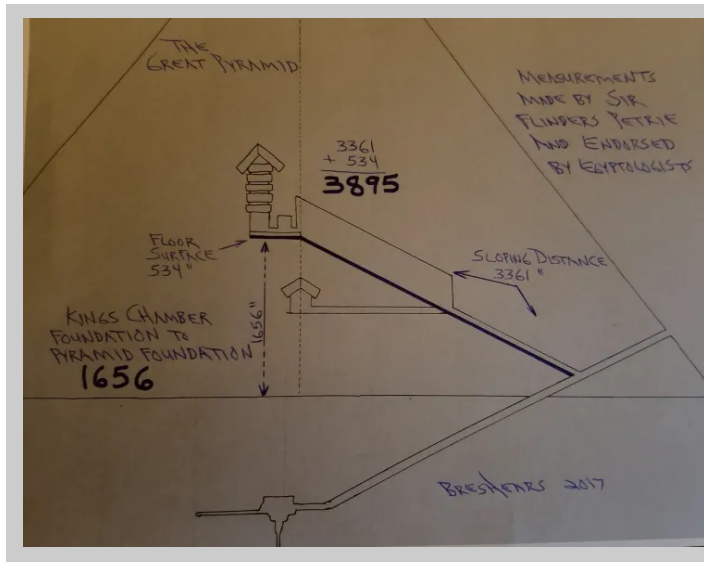 THE
GREAT PYRAMID
MEASUREMENTS
MADE BY SIR
FLINDERS PETRIE
AND ENDORSED
BY EGYPTOLOGISTS
3361
+ 534
3895
FLOOR
SURFACE
534"
SLOPING DISTANCE
3361"
1656"
KINGS CHAMBER
FOUNDATION TO
PYRAMID FOUNDATION
1656
BRESHEARS 2017